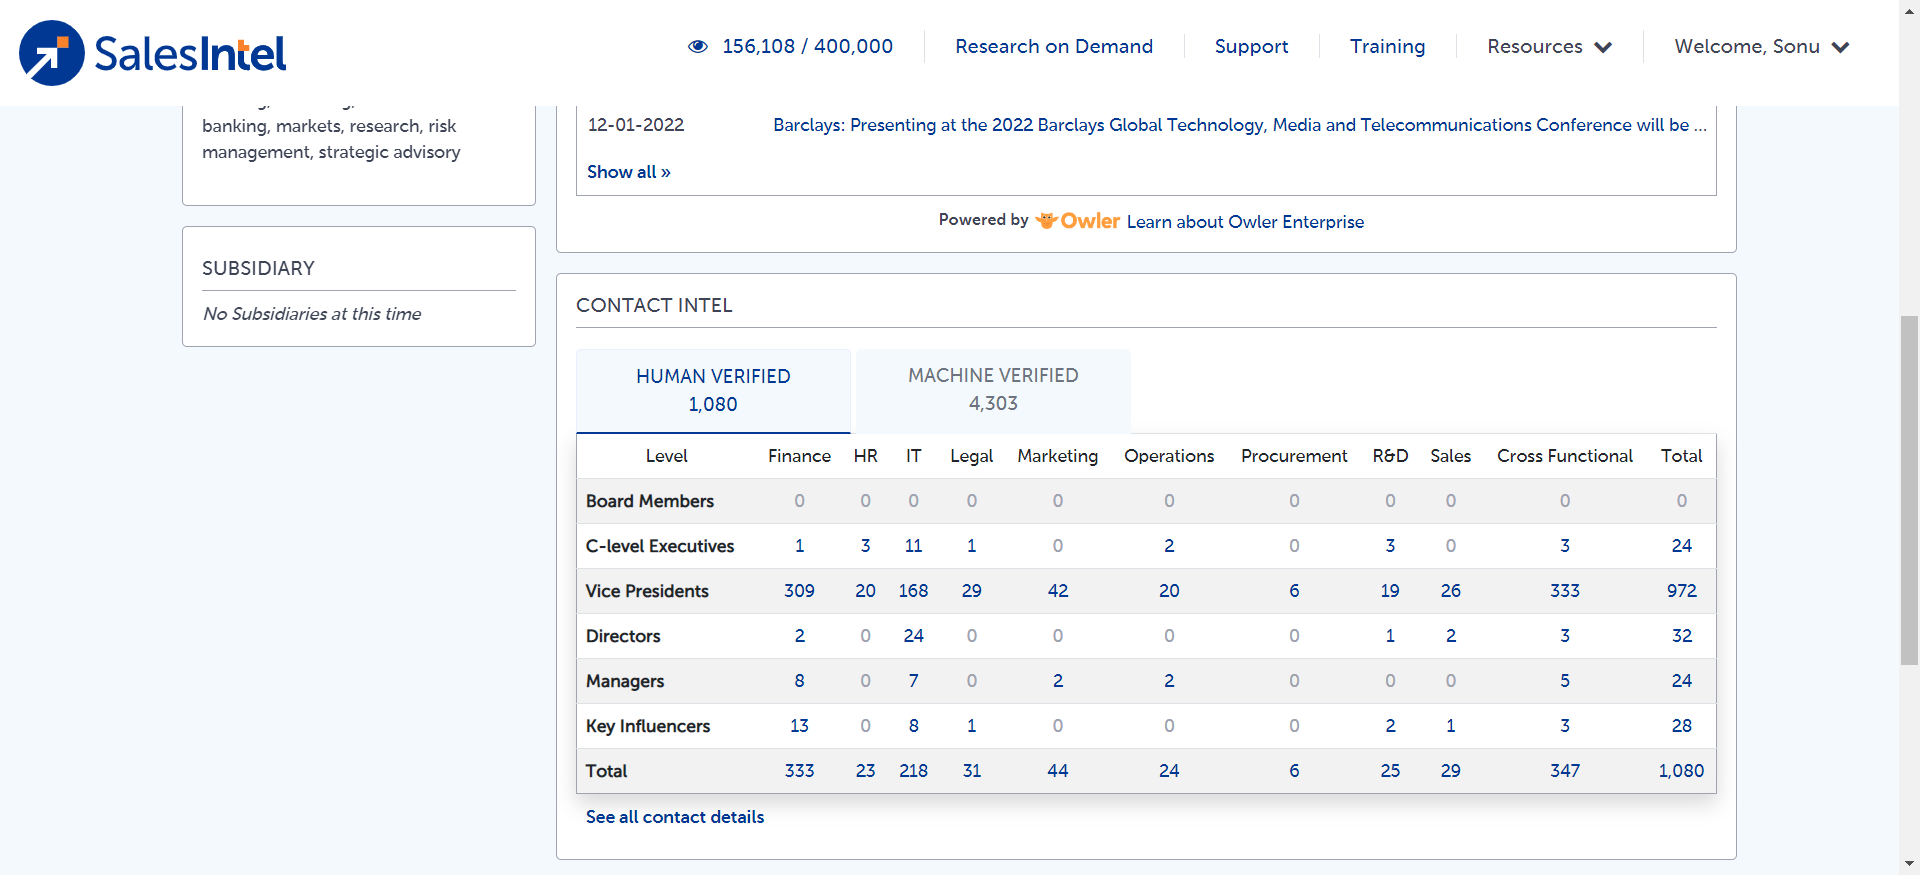 SalesIntel
156,108 / 400,000
Research on Demand
Support
Training
Resources
Welcome, Sonu
banking, markets, research, risk
management, strategic advisory
SUBSIDIARY
No Subsidiaries at this time
12-01-2022 Barclays: Presenting at the 2022 Barclays Global Technology, Media and Telecommunications Conference will be ...
Show all »
Powered by Owler Learn about Owler Enterprise
CONTACT INTEL
HUMAN VERIFIED
1,080
MACHINE VERIFIED
4,303
Level Finance HR IT Legal Marketing Operations Procurement R&D Sales Cross Functional Total
Board Members 0 0 0 0 0 0 0 0 0 0 0
C-level Executives 1 3 11 1 0 2 0 3 0 3 24
Vice Presidents 309 20 168 29 42 20 6 19 26 333 972
Directors 2 0 24 0 0 0 0 1 2 3 32
Managers 8 0 7 0 2 2 0 0 0 5 24
Key Influencers 13 0 8 1 0 0 0 2 1 3 28
Total 333 23 218 31 44 24 6 25 29 347 1,080
See all contact details